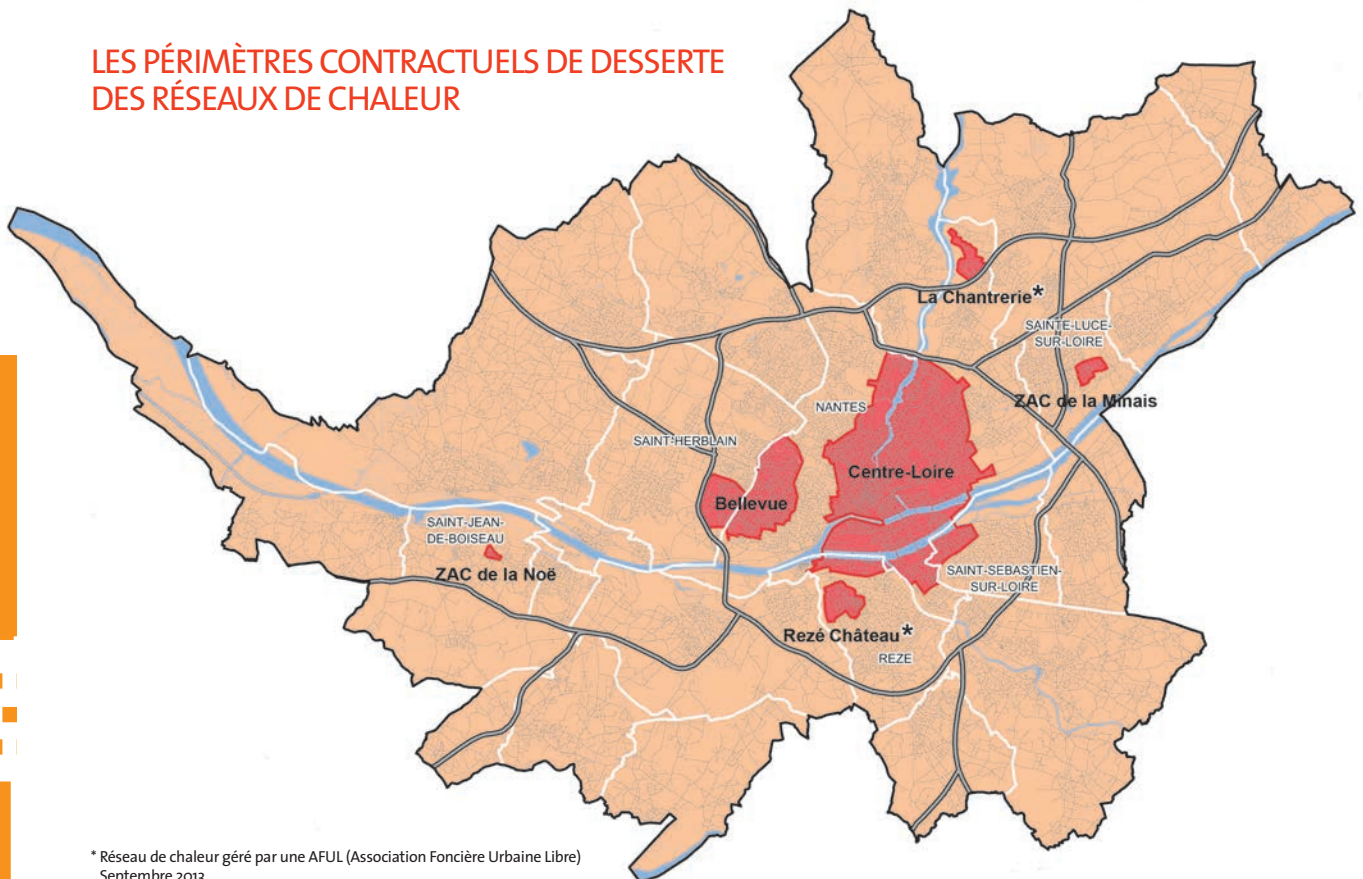 LES PÉRIMÈTRES CONTRACTUELS DE DESSERTE
DES RÉSEAUX DE CHALEUR
La Chantrerie*
SAINTE-LUCE-
SUR-LOIRE
ZAC de la Minais
NANTES
SAINT-HERBLAIN
Centre-Loire
Bellevue
SAINT-JEAN-
DE-BOISEAU
ZAC de la Noë
SAINT-SEBASTIEN-
SUR-LOIRE
Rezé Château*
REZE
* Réseau de chaleur géré par une AFUL (Association Foncière Urbaine Libre)
Septembre 2013